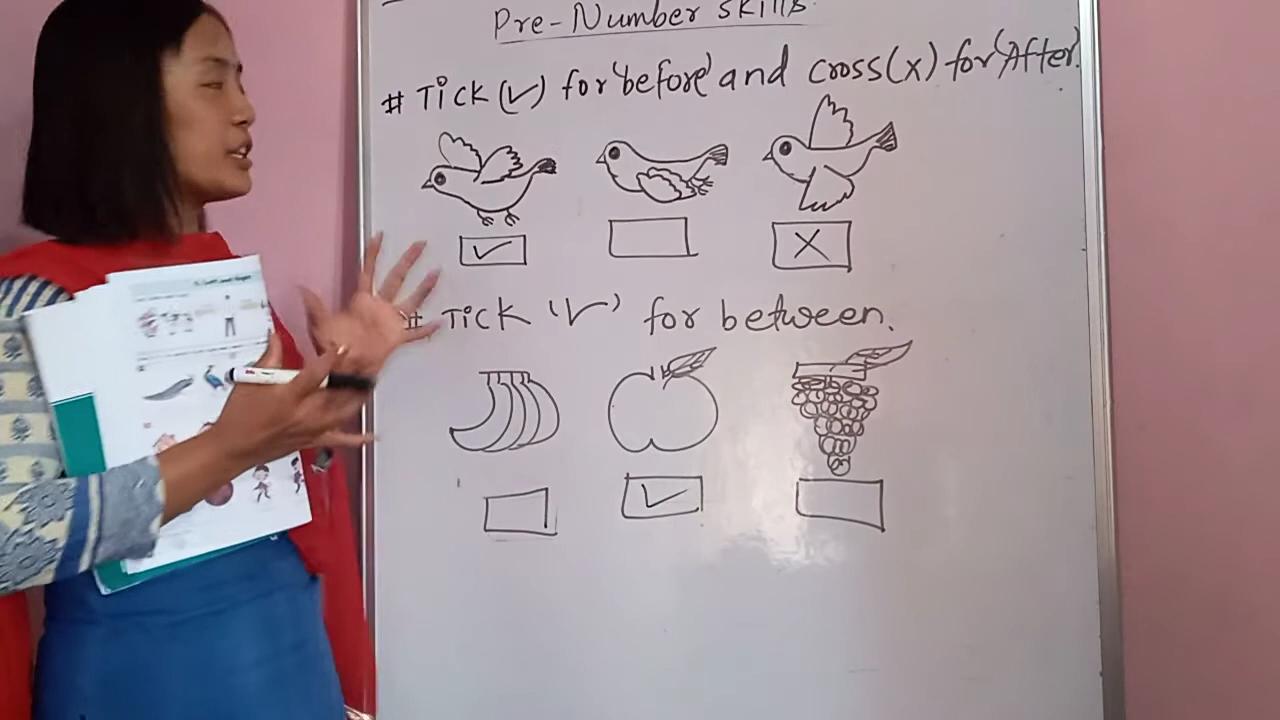 Pre-Number skills.
# Tick (✓) for 'before' and cross(x) for 'After'.
✓ X
# Tick '✓' for between.
✓